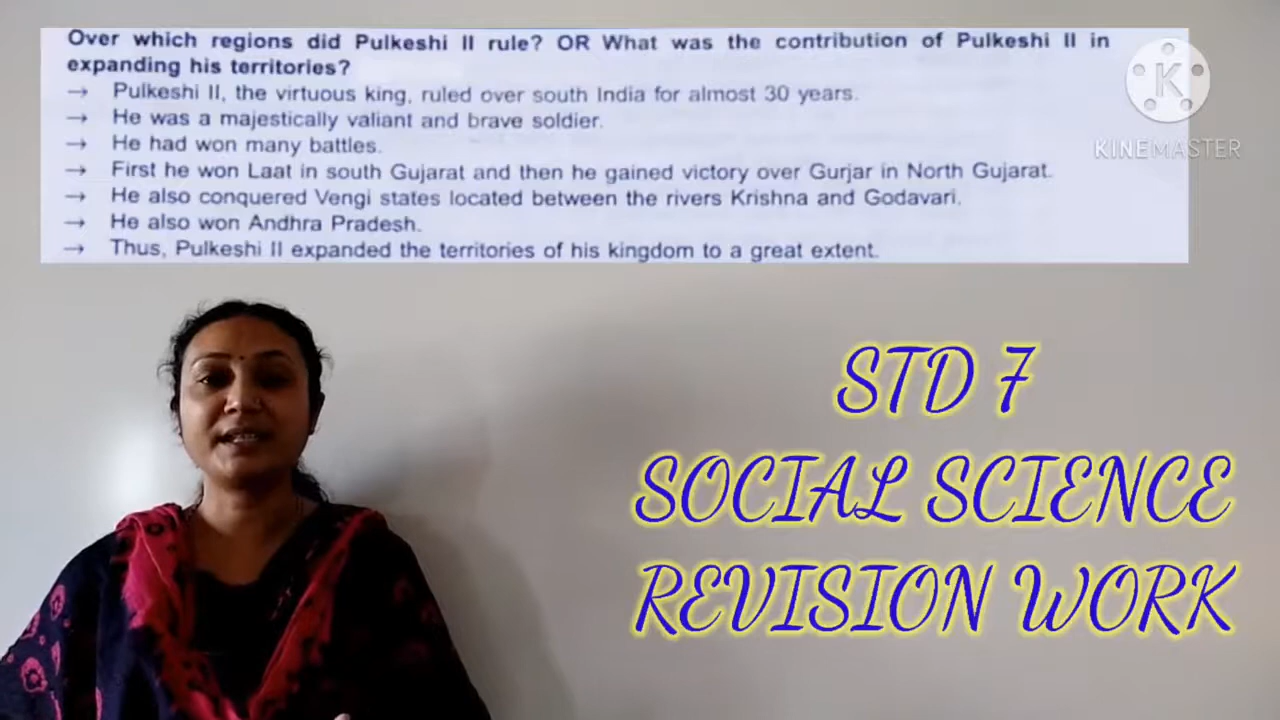 Over which regions did Pulkeshi II rule? OR What was the contribution of Pulkeshi II in
expanding his territories?
→ Pulkeshi II, the virtuous king, ruled over south India for almost 30 years.
→ He was a majestically valiant and brave soldier.
→ He had won many battles.
→ First he won Laat in south Gujarat and then he gained victory over Gurjar in North Gujarat.
→ He also conquered Vengi states located between the rivers Krishna and Godavari.
→ He also won Andhra Pradesh.
→ Thus, Pulkeshi II expanded the territories of his kingdom to a great extent.
K
KINEMASTER
STD 7
SOCIAL SCIENCE
REVISION WORK